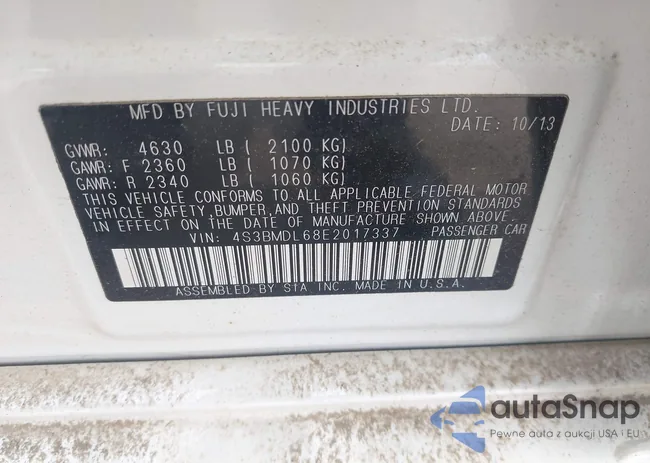 MFD BY FUJI HEAVY INDUSTRIES LTD.
DATE: 10/13
GVWR: 4630 LB ( 2100 KG)
GAWR: F 2360 LB ( 1070 KG)
GAWR: R 2340 LB ( 1060 KG)
THIS VEHICLE CONFORMS TO ALL APPLICABLE FEDERAL MOTOR
VEHICLE SAFETY, BUMPER, AND THEFT PREVENTION STANDARDS
IN EFFECT ON THE DATE OF MANUFACTURE SHOWN ABOVE.
VIN: 4S3BMDL68E2017337 PASSENGER CAR
ASSEMBLED BY SIA INC. MADE IN U.S.A.
autaSnap
Pewne auta z aukcji USA i EU